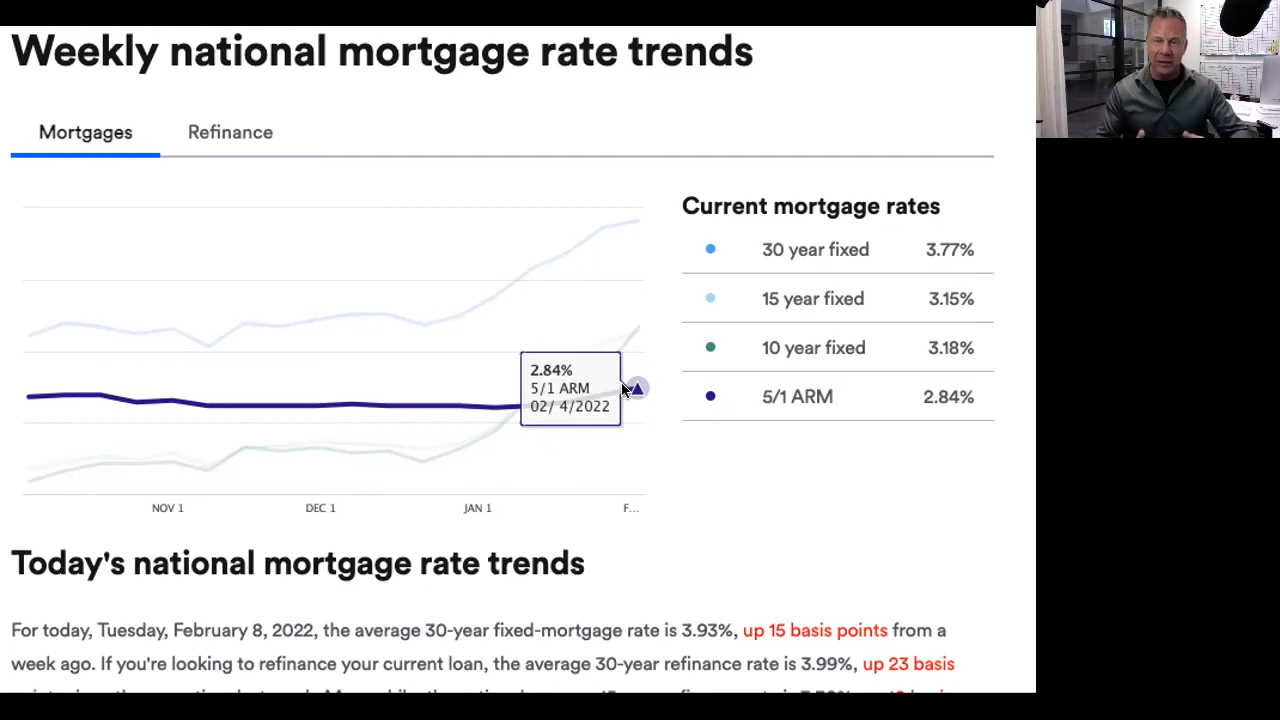 Weekly national mortgage rate trends
Mortgages
Refinance
Current mortgage rates
30 year fixed 3.77%
15 year fixed 3.15%
10 year fixed 3.18%
5/1 ARM 2.84%
2.84%
5/1 ARM
02/ 4/2022
NOV 1
DEC 1
JAN 1
F...
Today's national mortgage rate trends
For today, Tuesday, February 8, 2022, the average 30-year fixed-mortgage rate is 3.93%, up 15 basis points from a
week ago. If you're looking to refinance your current loan, the average 30-year refinance rate is 3.99%, up 23 basis